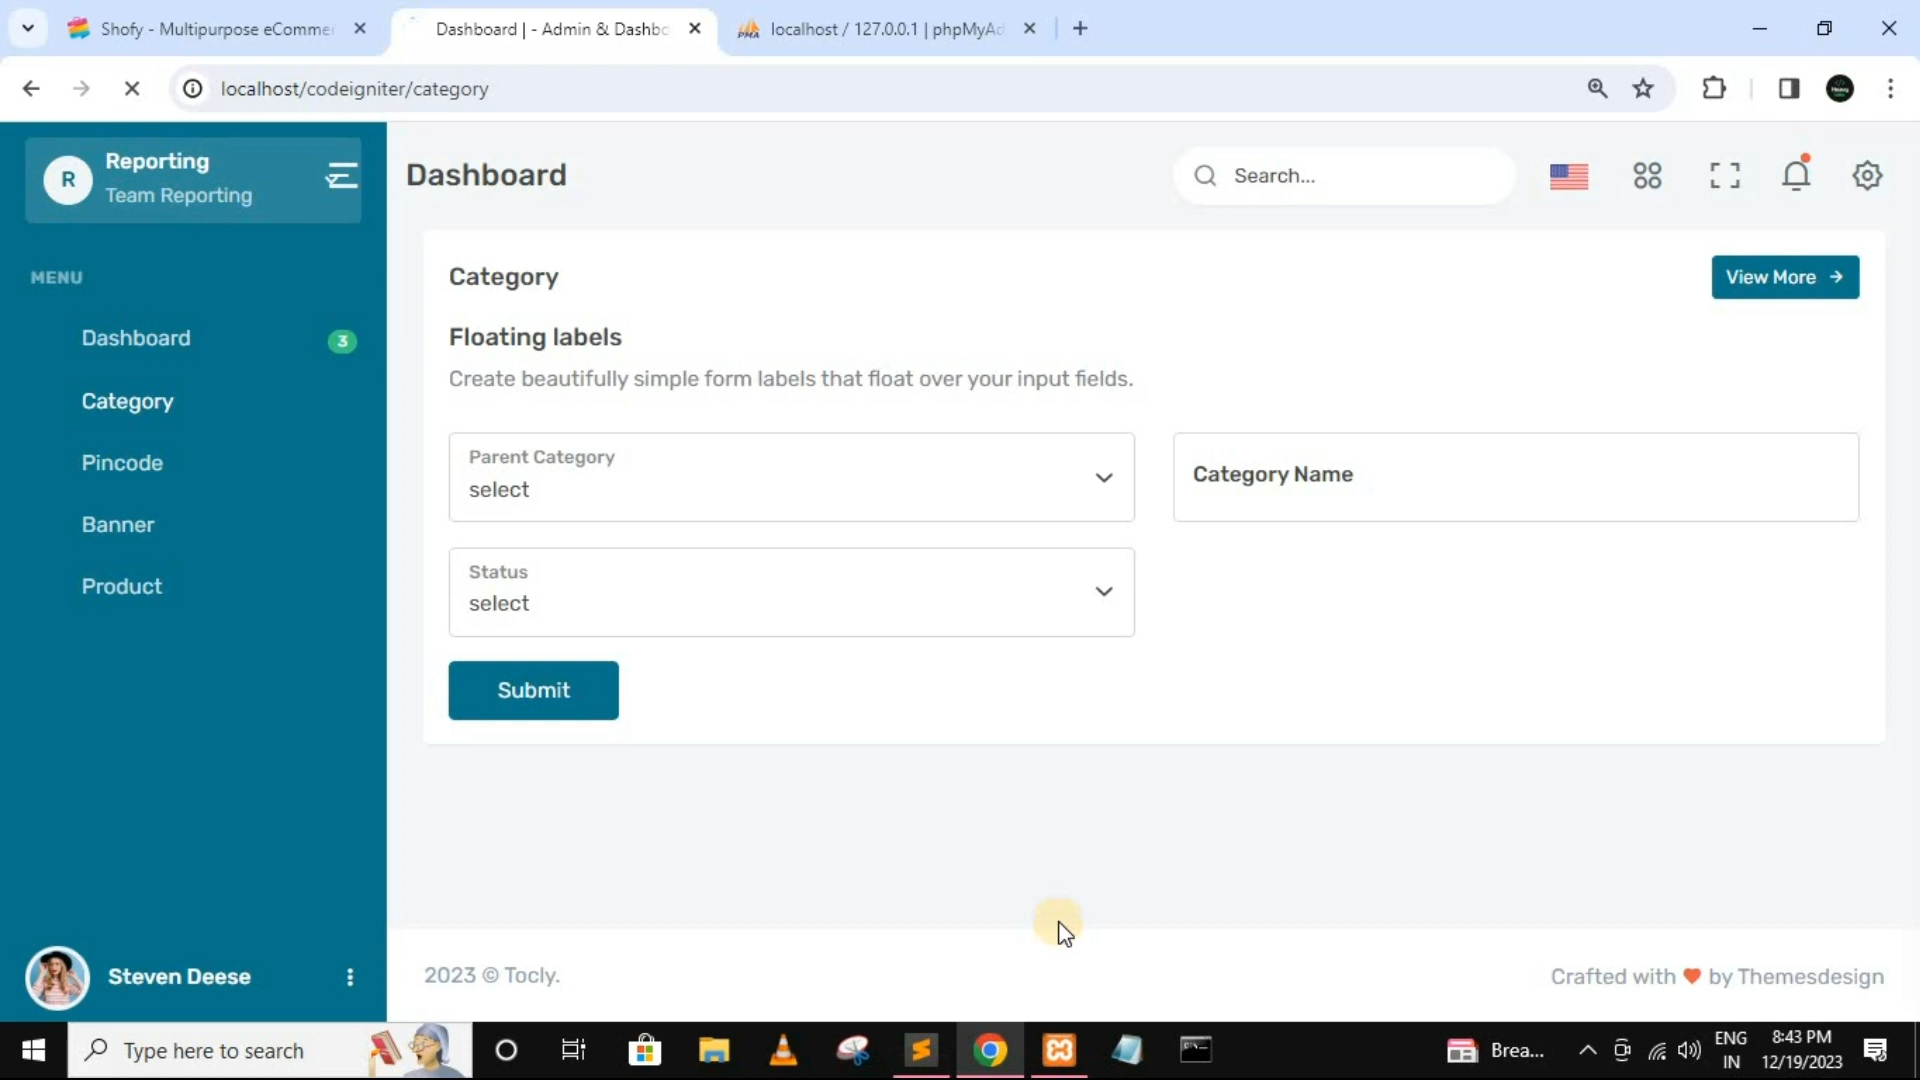 Shofy - Multipurpose eComme
Dashboard | - Admin & Dashbo
localhost / 127.0.0.1 | phpMyAd
localhost/codeigniter/category
R
Reporting
Team Reporting
Dashboard
Search...
MENU
Dashboard
3
Category
Pincode
Banner
Product
Category
View More →
Floating labels
Create beautifully simple form labels that float over your input fields.
Parent Category
select
Category Name
Status
select
Submit
Steven Deese
2023 © Tocly.
Crafted with ♥ by Themesdesign
Type here to search
Brea...
ENG
IN
8:43 PM
12/19/2023